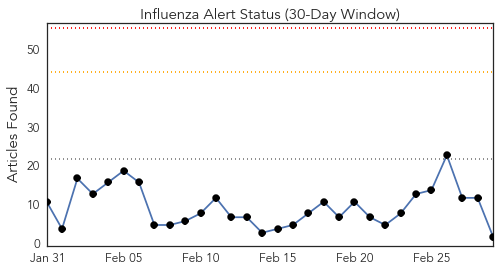 Influenza Alert Status (30-Day Window)
Articles Found
50
40
30
20
10
0
Jan 31 Feb 05 Feb 10 Feb 15 Feb 20 Feb 25